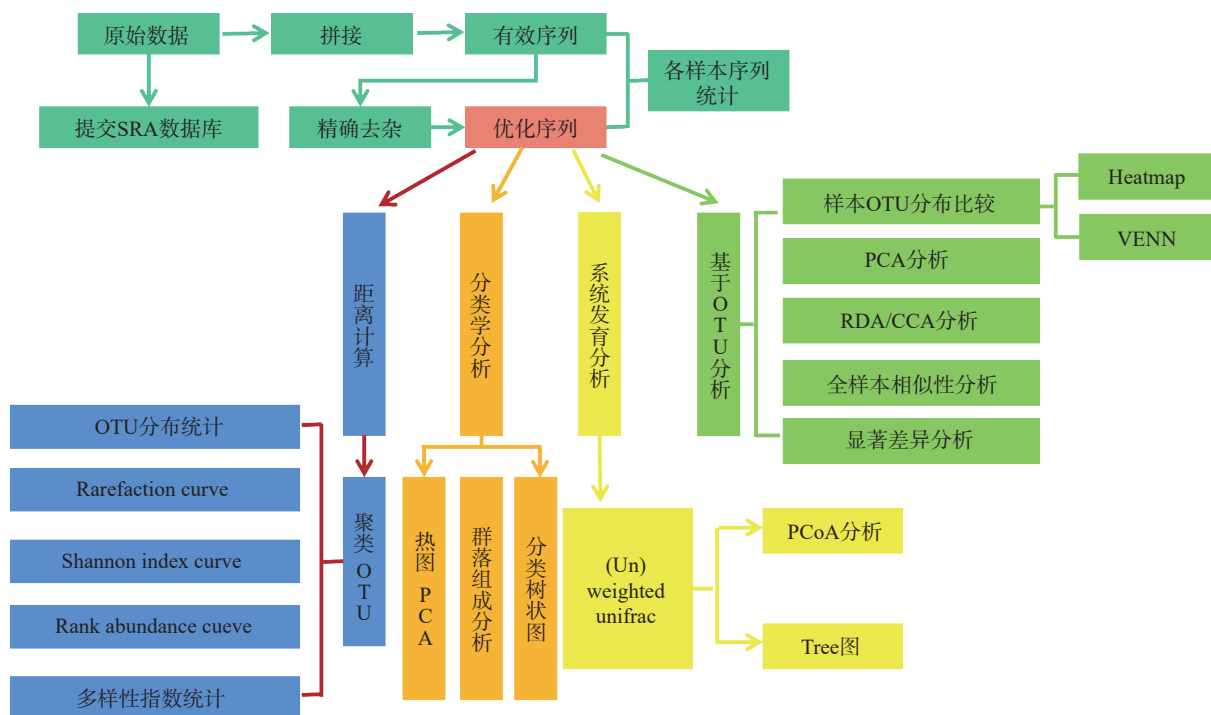 原始数据
拼接
有效序列
各样本序列
统计
提交SRA数据库
精确去杂
优化序列
距离计算
分类学分析
系统发育分析
基于OTU分析
样本OTU分布比较
Heatmap
VENN
PCA分析
RDA/CCA分析
全样本相似性分析
显著差异分析
OTU分布统计
Rarefaction curve
Shannon index curve
Rank abundance cueve
多样性指数统计
聚类 OTU
热图 PCA
群落组成分析
分类树状图
(Un)
weighted
unifrac
PCoA分析
Tree图